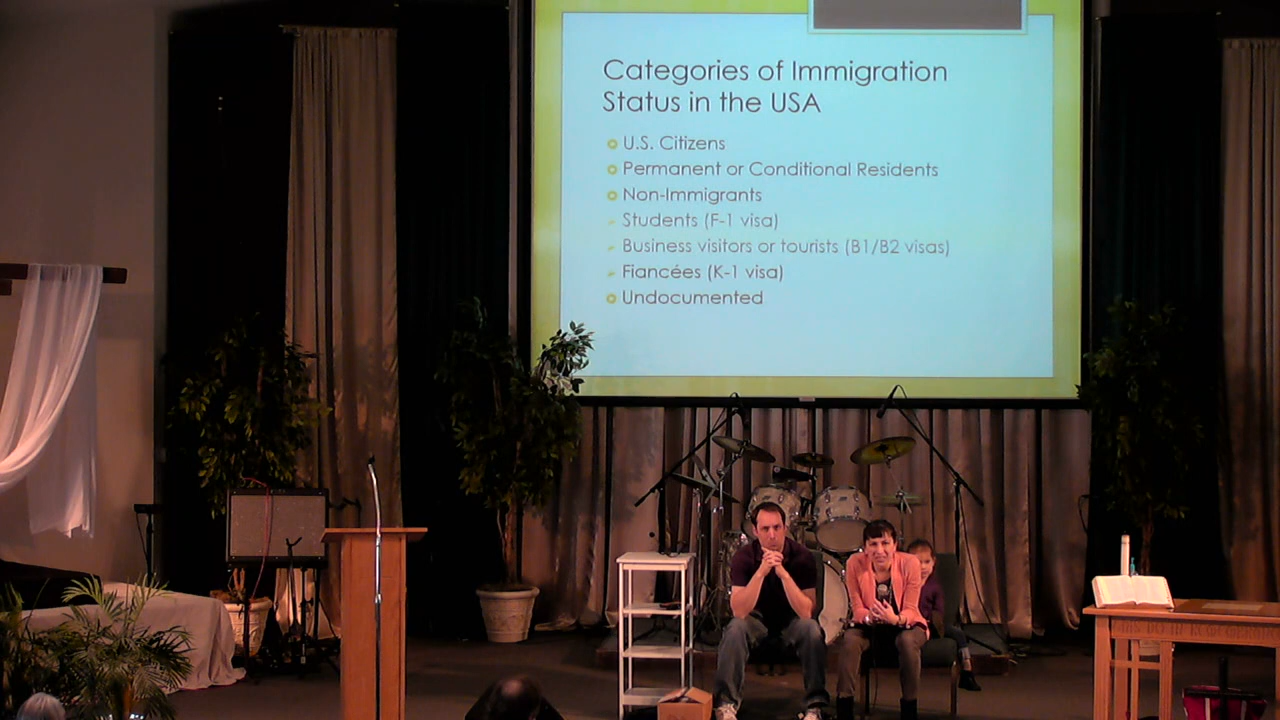 Categories of Immigration
Status in the USA
U.S. Citizens
Permanent or Conditional Residents
Non-Immigrants
Students (F-1 visa)
Business visitors or tourists (B1/B2 visas)
Fiancées (K-1 visa)
Undocumented